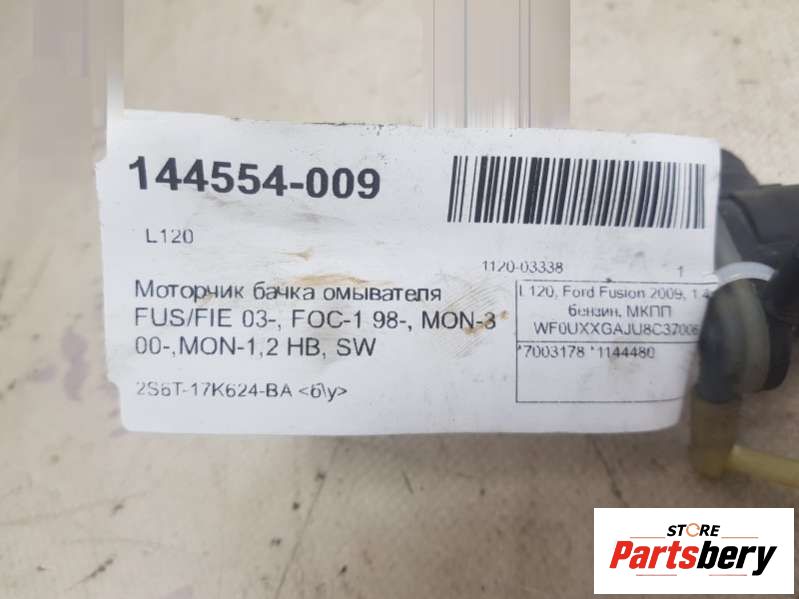 144554-009
L120
1120-03338 1
Моторчик бачка омывателя
FUS/FIE 03-, FOC-1 98-, MON-3
00-,MON-1,2 HB, SW
2S6T-17K624-BA <б\у>
L120, Ford Fusion 2009, 1.4
бензин, МКПП
WF0UXXGAJU8C37006
*7003178 *1144480
STORE
Partsbery